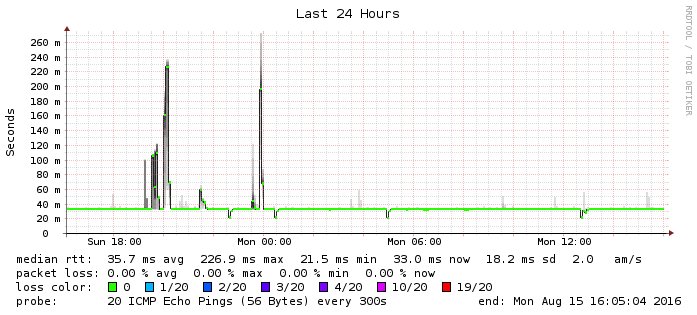 Last 24 Hours
RRDTOOL / TOBI OETIKER
Seconds
260 m
240 m
220 m
200 m
180 m
160 m
140 m
120 m
100 m
80 m
60 m
40 m
20 m
0
Sun 18:00 Mon 00:00 Mon 06:00 Mon 12:00
median rtt: 35.7 ms avg 226.9 ms max 21.5 ms min 33.0 ms now 18.2 ms sd 2.0 am/s
packet loss: 0.00 % avg 0.00 % max 0.00 % min 0.00 % now
loss color: 0 1/20 2/20 3/20 4/20 10/20 19/20
probe: 20 ICMP Echo Pings (56 Bytes) every 300s end: Mon Aug 15 16:05:04 2016